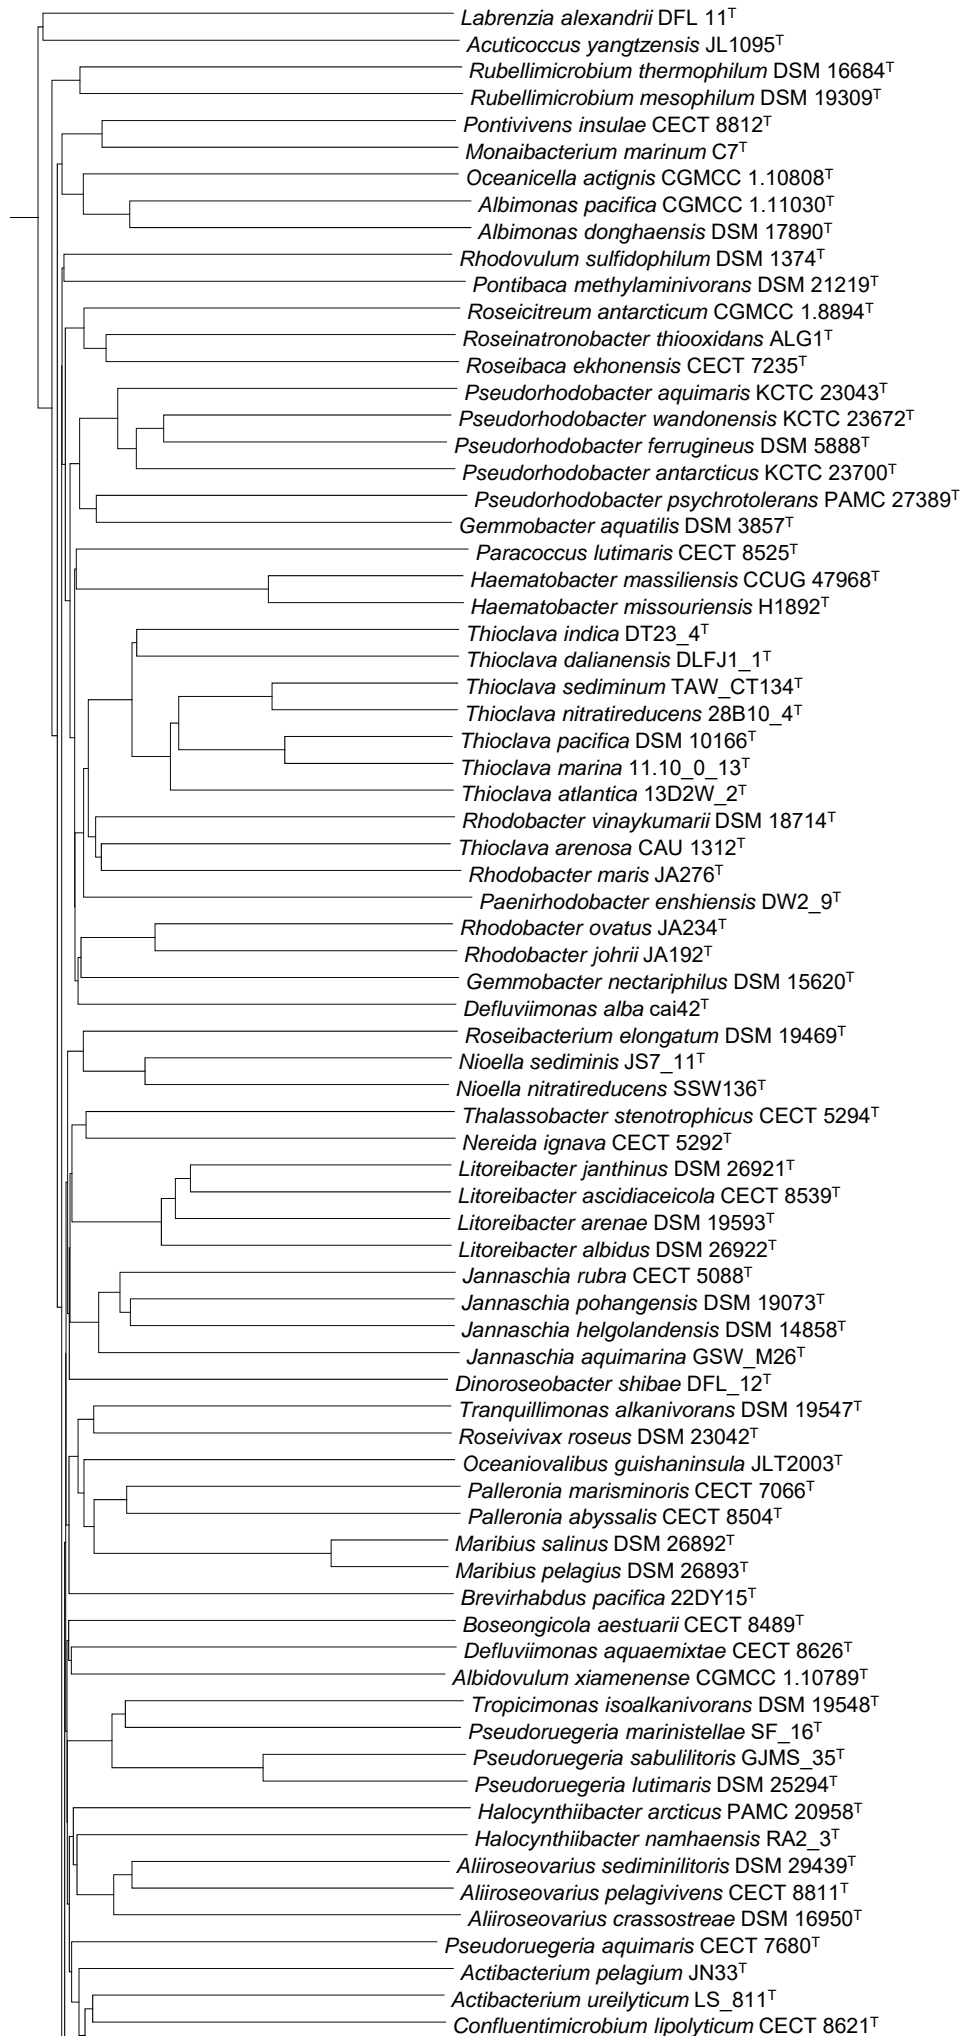 Labrenzia alexandrii DFL 11ᵀ
Acuticoccus yangtzensis JL1095ᵀ
Rubellimicrobium thermophilum DSM 16684ᵀ
Rubellimicrobium mesophilum DSM 19309ᵀ
Pontivivens insulae CECT 8812ᵀ
Monaibacterium marinum C7ᵀ
Oceanicella actignis CGMCC 1.10808ᵀ
Albimonas pacifica CGMCC 1.11030ᵀ
Albimonas donghaensis DSM 17890ᵀ
Rhodovulum sulfidophilum DSM 1374ᵀ
Pontibaca methylaminivorans DSM 21219ᵀ
Roseicitreum antarcticum CGMCC 1.8894ᵀ
Roseinatronobacter thiooxidans ALG1ᵀ
Roseibaca ekhonensis CECT 7235ᵀ
Pseudorhodobacter aquimaris KCTC 23043ᵀ
Pseudorhodobacter wandonensis KCTC 23672ᵀ
Pseudorhodobacter ferrugineus DSM 5888ᵀ
Pseudorhodobacter antarcticus KCTC 23700ᵀ
Pseudorhodobacter psychrotolerans PAMC 27389ᵀ
Gemmobacter aquatilis DSM 3857ᵀ
Paracoccus lutimaris CECT 8525ᵀ
Haematobacter massiliensis CCUG 47968ᵀ
Haematobacter missouriensis H1892ᵀ
Thioclava indica DT23_4ᵀ
Thioclava dalianensis DLFJ1_1ᵀ
Thioclava sediminum TAW_CT134ᵀ
Thioclava nitratireducens 28B10_4ᵀ
Thioclava pacifica DSM 10166ᵀ
Thioclava marina 11.10_0_13ᵀ
Thioclava atlantica 13D2W_2ᵀ
Rhodobacter vinaykumarii DSM 18714ᵀ
Thioclava arenosa CAU 1312ᵀ
Rhodobacter maris JA276ᵀ
Paenirhodobacter enshiensis DW2_9ᵀ
Rhodobacter ovatus JA234ᵀ
Rhodobacter johrii JA192ᵀ
Gemmobacter nectariphilus DSM 15620ᵀ
Defluviimonas alba cai42ᵀ
Roseibacterium elongatum DSM 19469ᵀ
Nioella sediminis JS7_11ᵀ
Nioella nitratireducens SSW136ᵀ
Thalassobacter stenotrophicus CECT 5294ᵀ
Nereida ignava CECT 5292ᵀ
Litoreibacter janthinus DSM 26921ᵀ
Litoreibacter ascidiaceicola CECT 8539ᵀ
Litoreibacter arenae DSM 19593ᵀ
Litoreibacter albidus DSM 26922ᵀ
Jannaschia rubra CECT 5088ᵀ
Jannaschia pohangensis DSM 19073ᵀ
Jannaschia helgolandensis DSM 14858ᵀ
Jannaschia aquimarina GSW_M26ᵀ
Dinoroseobacter shibae DFL_12ᵀ
Tranquillimonas alkanivorans DSM 19547ᵀ
Roseivivax roseus DSM 23042ᵀ
Oceaniovalibus guishaninsula JLT2003ᵀ
Palleronia marisminoris CECT 7066ᵀ
Palleronia abyssalis CECT 8504ᵀ
Maribius salinus DSM 26892ᵀ
Maribius pelagius DSM 26893ᵀ
Brevirhabdus pacifica 22DY15ᵀ
Boseongicola aestuarii CECT 8489ᵀ
Defluviimonas aquaemixtae CECT 8626ᵀ
Albidovulum xiamenense CGMCC 1.10789ᵀ
Tropicimonas isoalkanivorans DSM 19548ᵀ
Pseudoruegeria marinistellae SF_16ᵀ
Pseudoruegeria sabulilitoris GJMS_35ᵀ
Pseudoruegeria lutimaris DSM 25294ᵀ
Halocynthiibacter arcticus PAMC 20958ᵀ
Halocynthiibacter namhaensis RA2_3ᵀ
Aliiroseovarius sediminilitoris DSM 29439ᵀ
Aliiroseovarius pelagivivens CECT 8811ᵀ
Aliiroseovarius crassostreae DSM 16950ᵀ
Pseudoruegeria aquimaris CECT 7680ᵀ
Actibacterium pelagium JN33ᵀ
Actibacterium ureilyticum LS_811ᵀ
Confluentimicrobium lipolyticum CECT 8621ᵀ